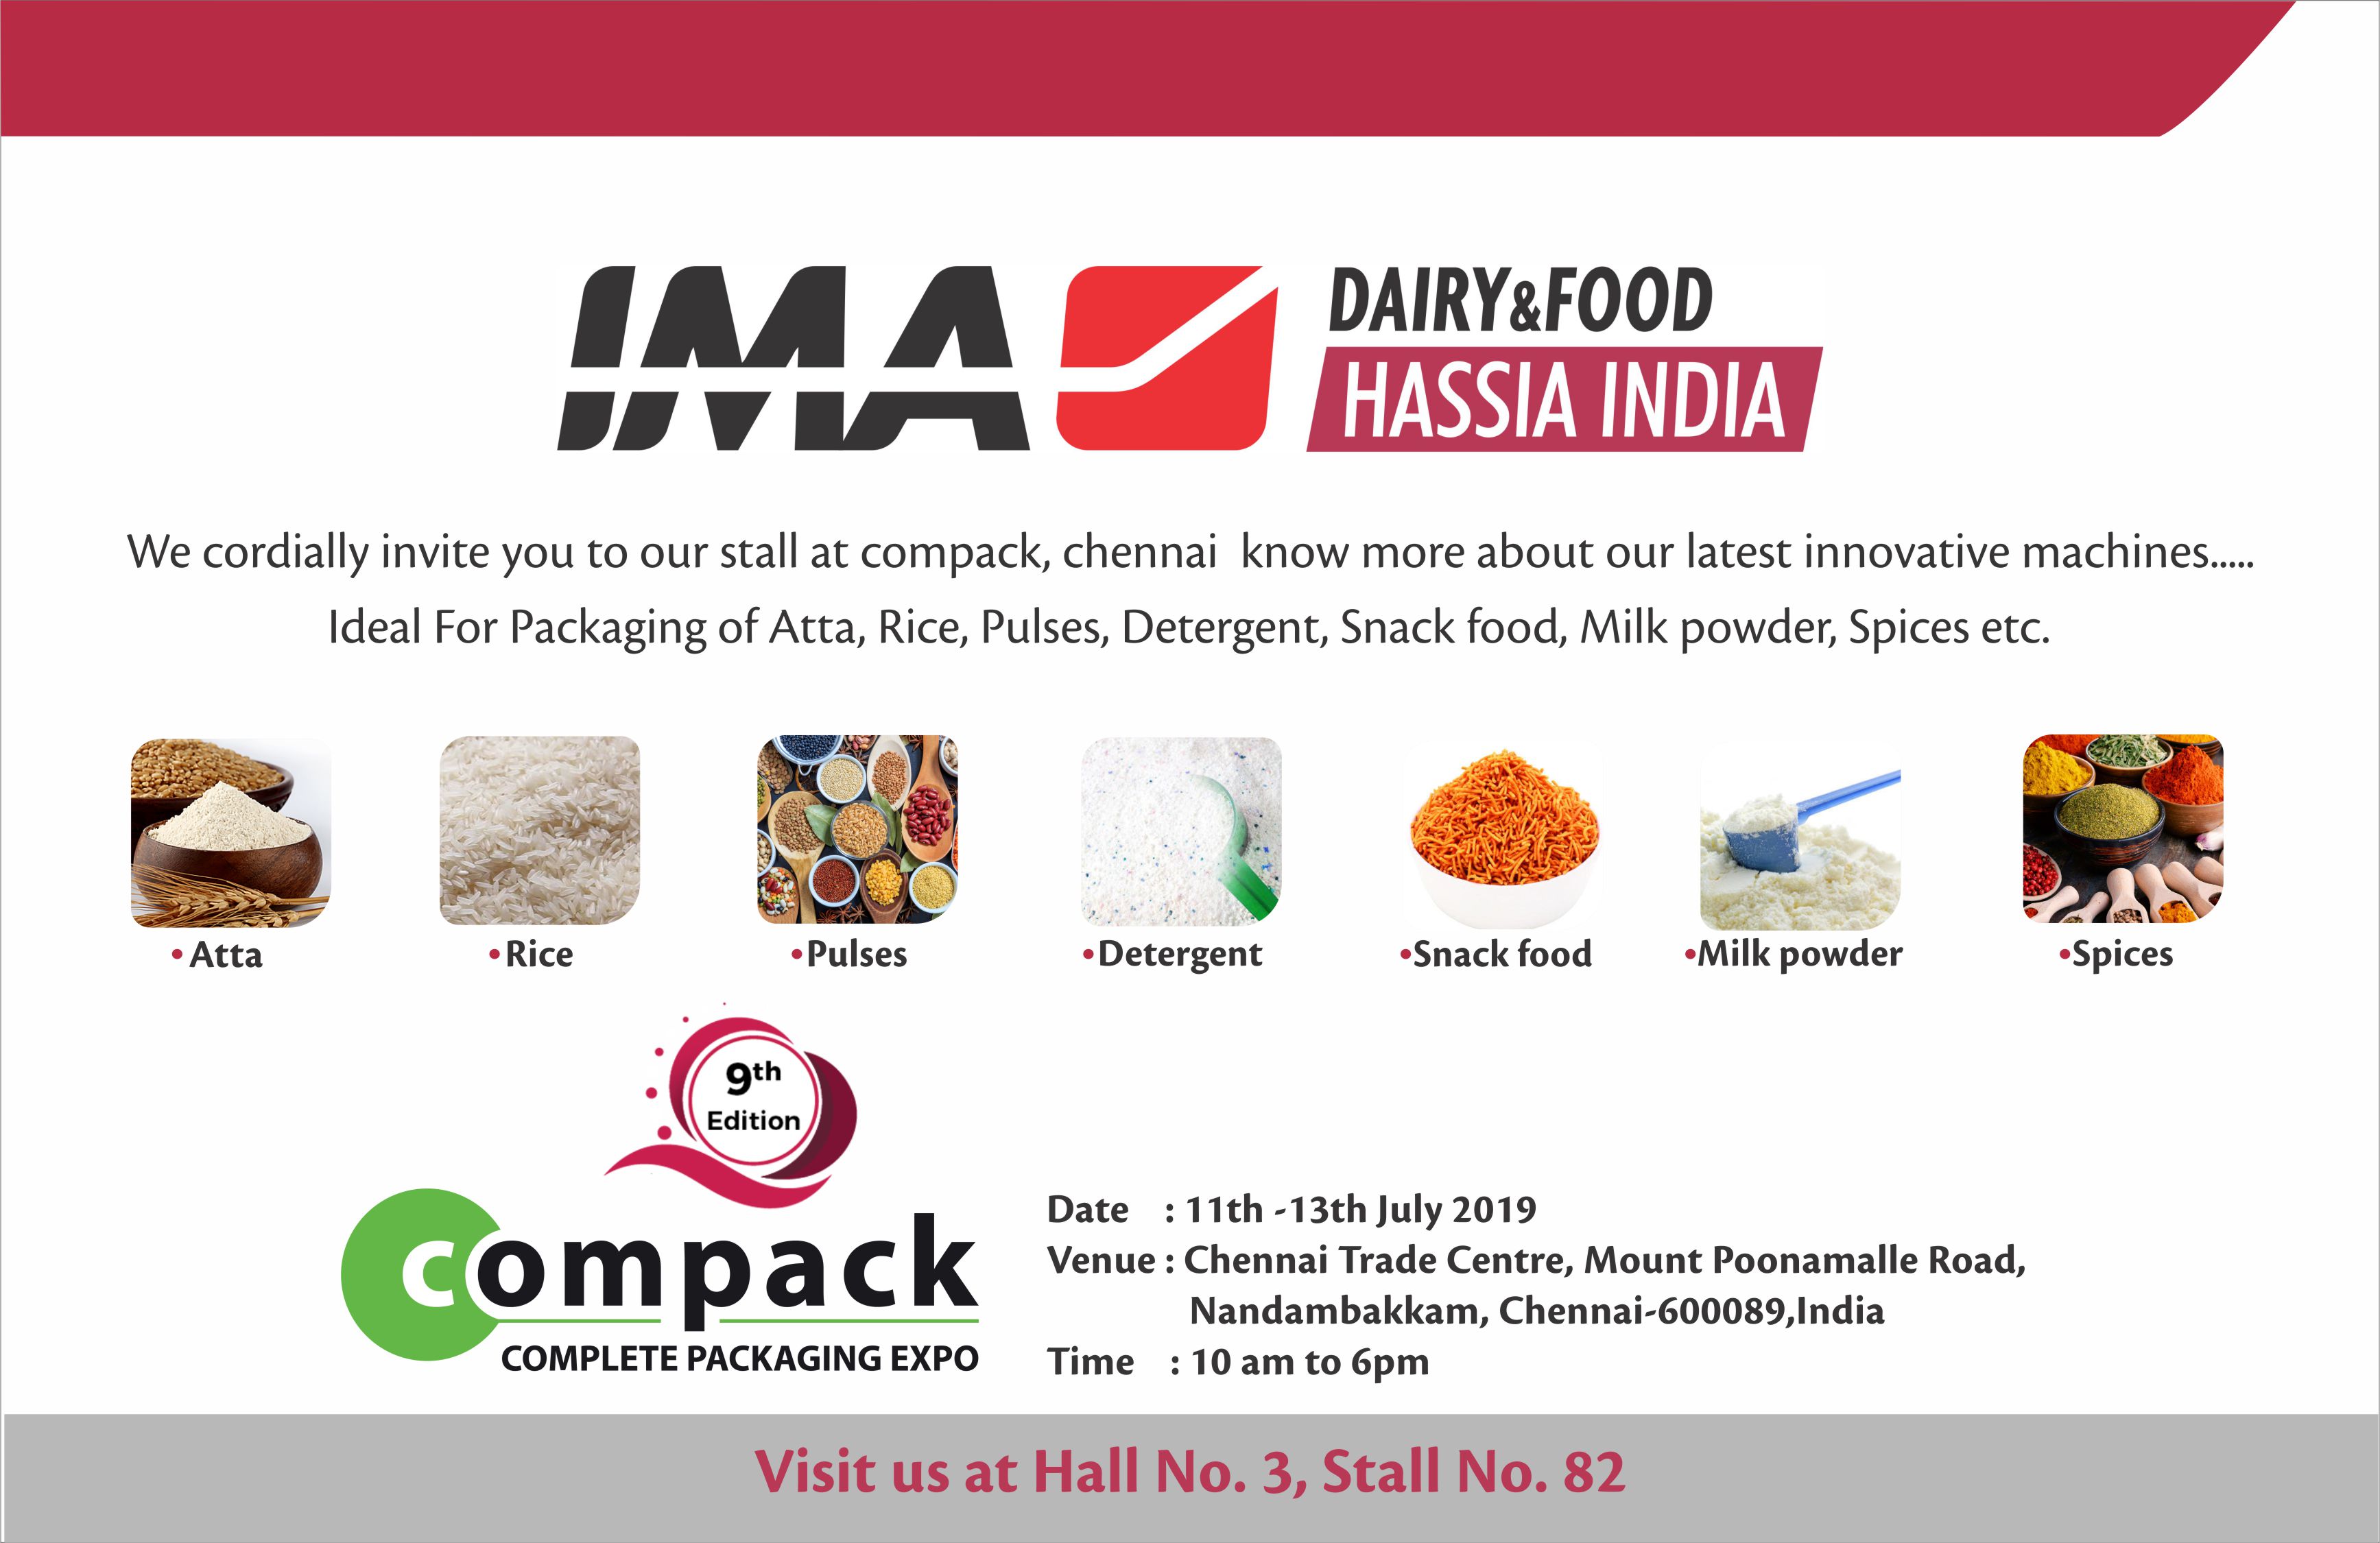 IMA
DAIRY&FOOD
HASSIA INDIA
We cordially invite you to our stall at compack, chennai  know more about our latest innovative machines.....
Ideal For Packaging of Atta, Rice, Pulses, Detergent, Snack food, Milk powder, Spices etc.
•Atta
•Rice
•Pulses
•Detergent
•Snack food
•Milk powder
•Spices
9th
Edition
compack
COMPLETE PACKAGING EXPO
Date : 11th -13th July 2019
Venue : Chennai Trade Centre, Mount Poonamalle Road,
Nandambakkam, Chennai-600089,India
Time : 10 am to 6pm
Visit us at Hall No. 3, Stall No. 82